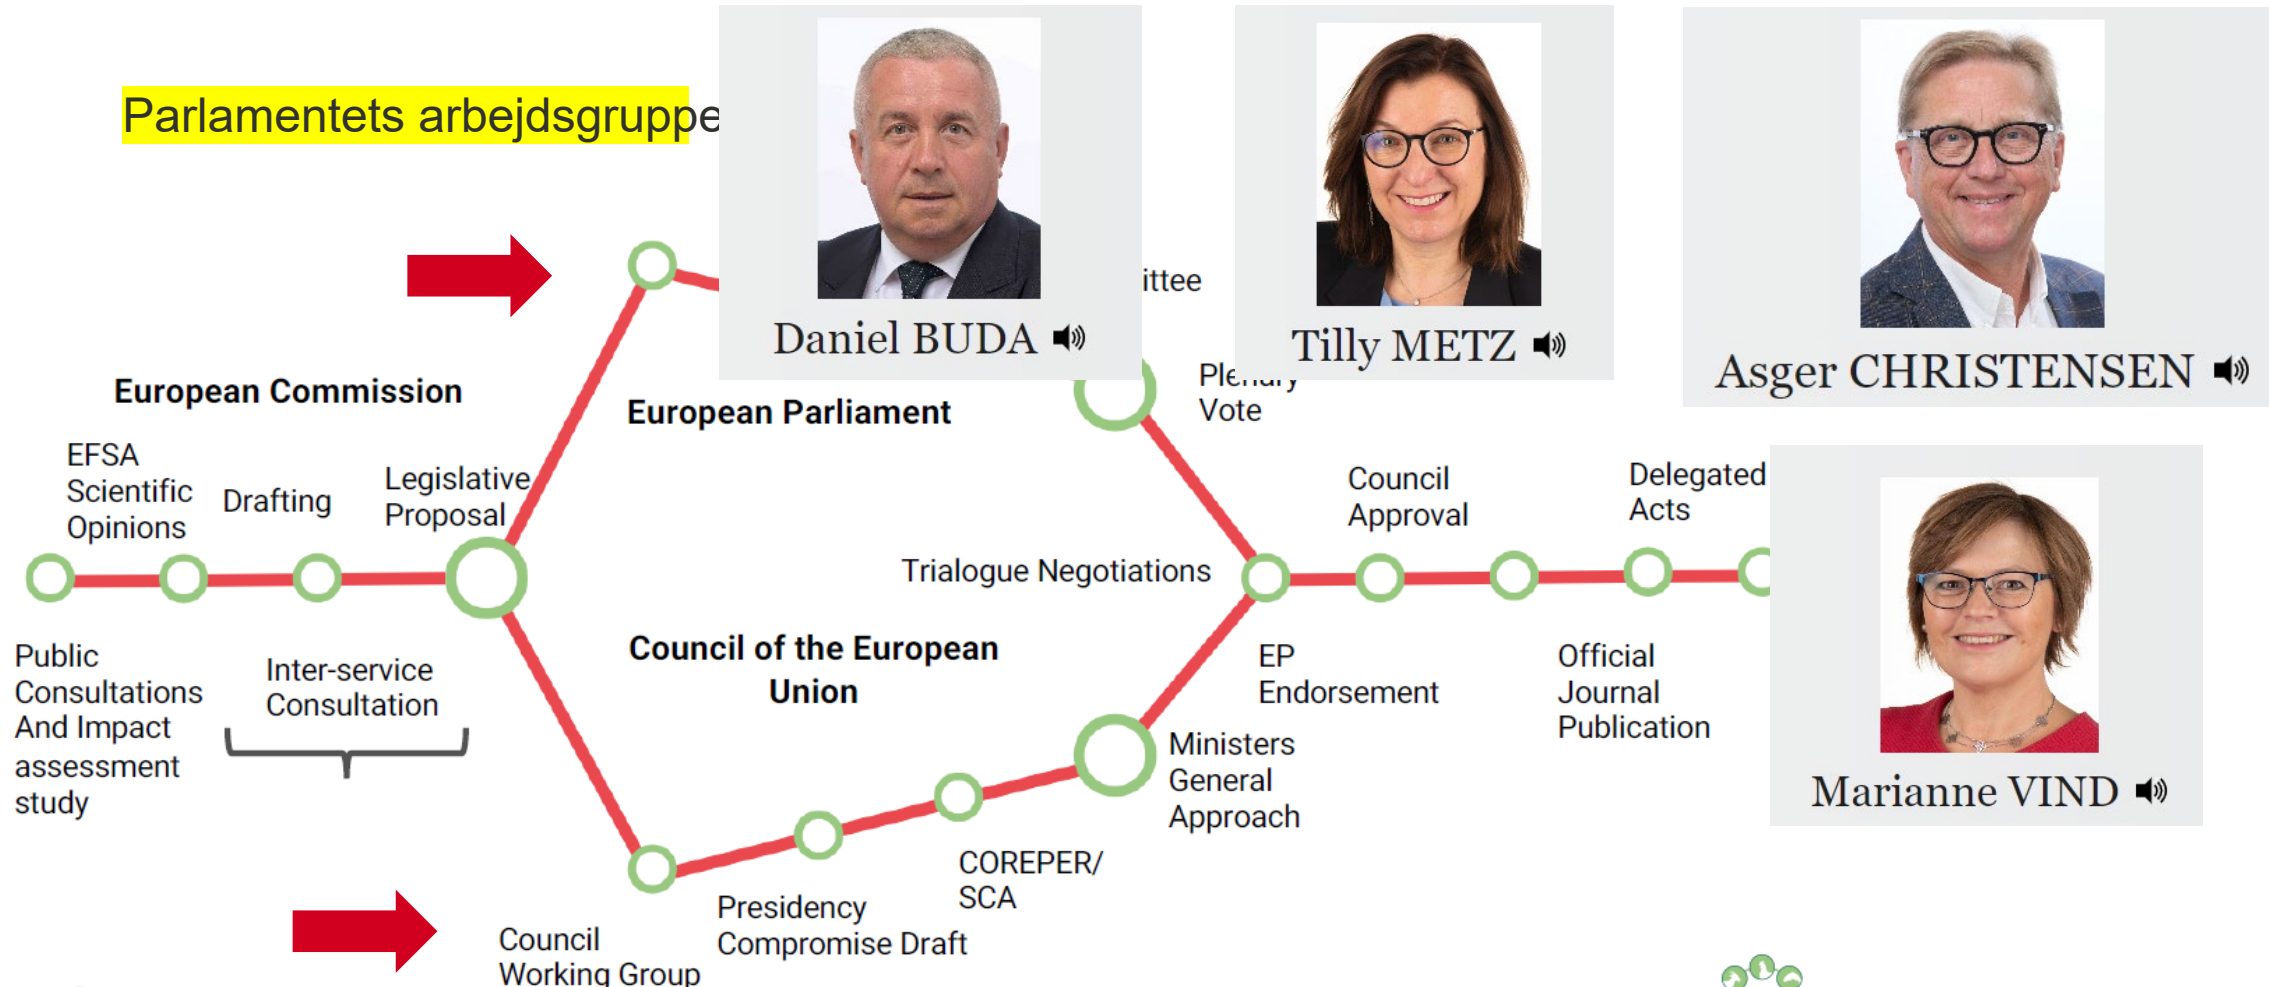 Parlamentets arbejdsgruppe
Daniel BUDA
Tilly METZ
Asger CHRISTENSEN
Marianne VIND
ittee
Plenary
Vote
European Commission
European Parliament
EFSA
Scientific
Opinions
Drafting
Legislative
Proposal
Council
Approval
Delegated
Acts
Trialogue Negotiations
Public
Consultations
And Impact
assessment
study
Inter-service
Consultation
Council of the European
Union
EP
Endorsement
Official
Journal
Publication
Ministers
General
Approach
COREPER/
SCA
Presidency
Compromise Draft
Council
Working Group